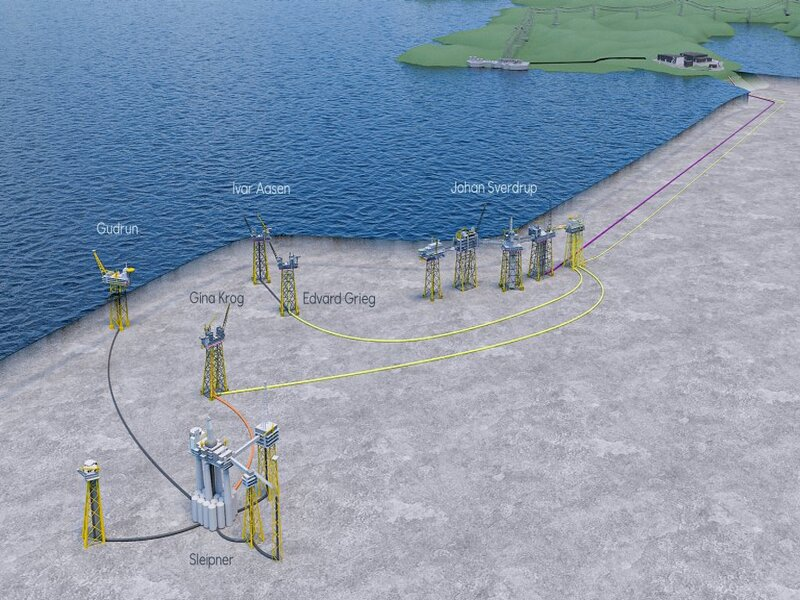 Ivar Aasen
Johan Sverdrup
Gudrun
Gina Krog
Edvard Grieg
Sleipner